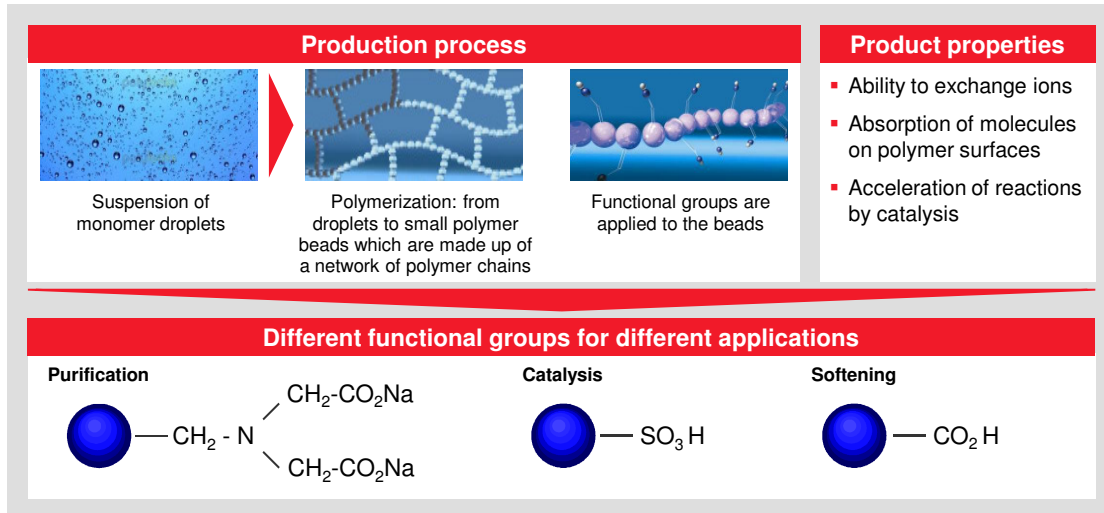 Production process
Suspension of
monomer droplets
Polymerization: from
droplets to small polymer
beads which are made up of
a network of polymer chains
Functional groups are
applied to the beads
Product properties
Ability to exchange ions
Absorption of molecules
on polymer surfaces
Acceleration of reactions
by catalysis
Different functional groups for different applications
Purification
CH₂-CO₂Na
CH₂ - N
CH₂-CO₂Na
Catalysis
SO₃H
Softening
CO₂H